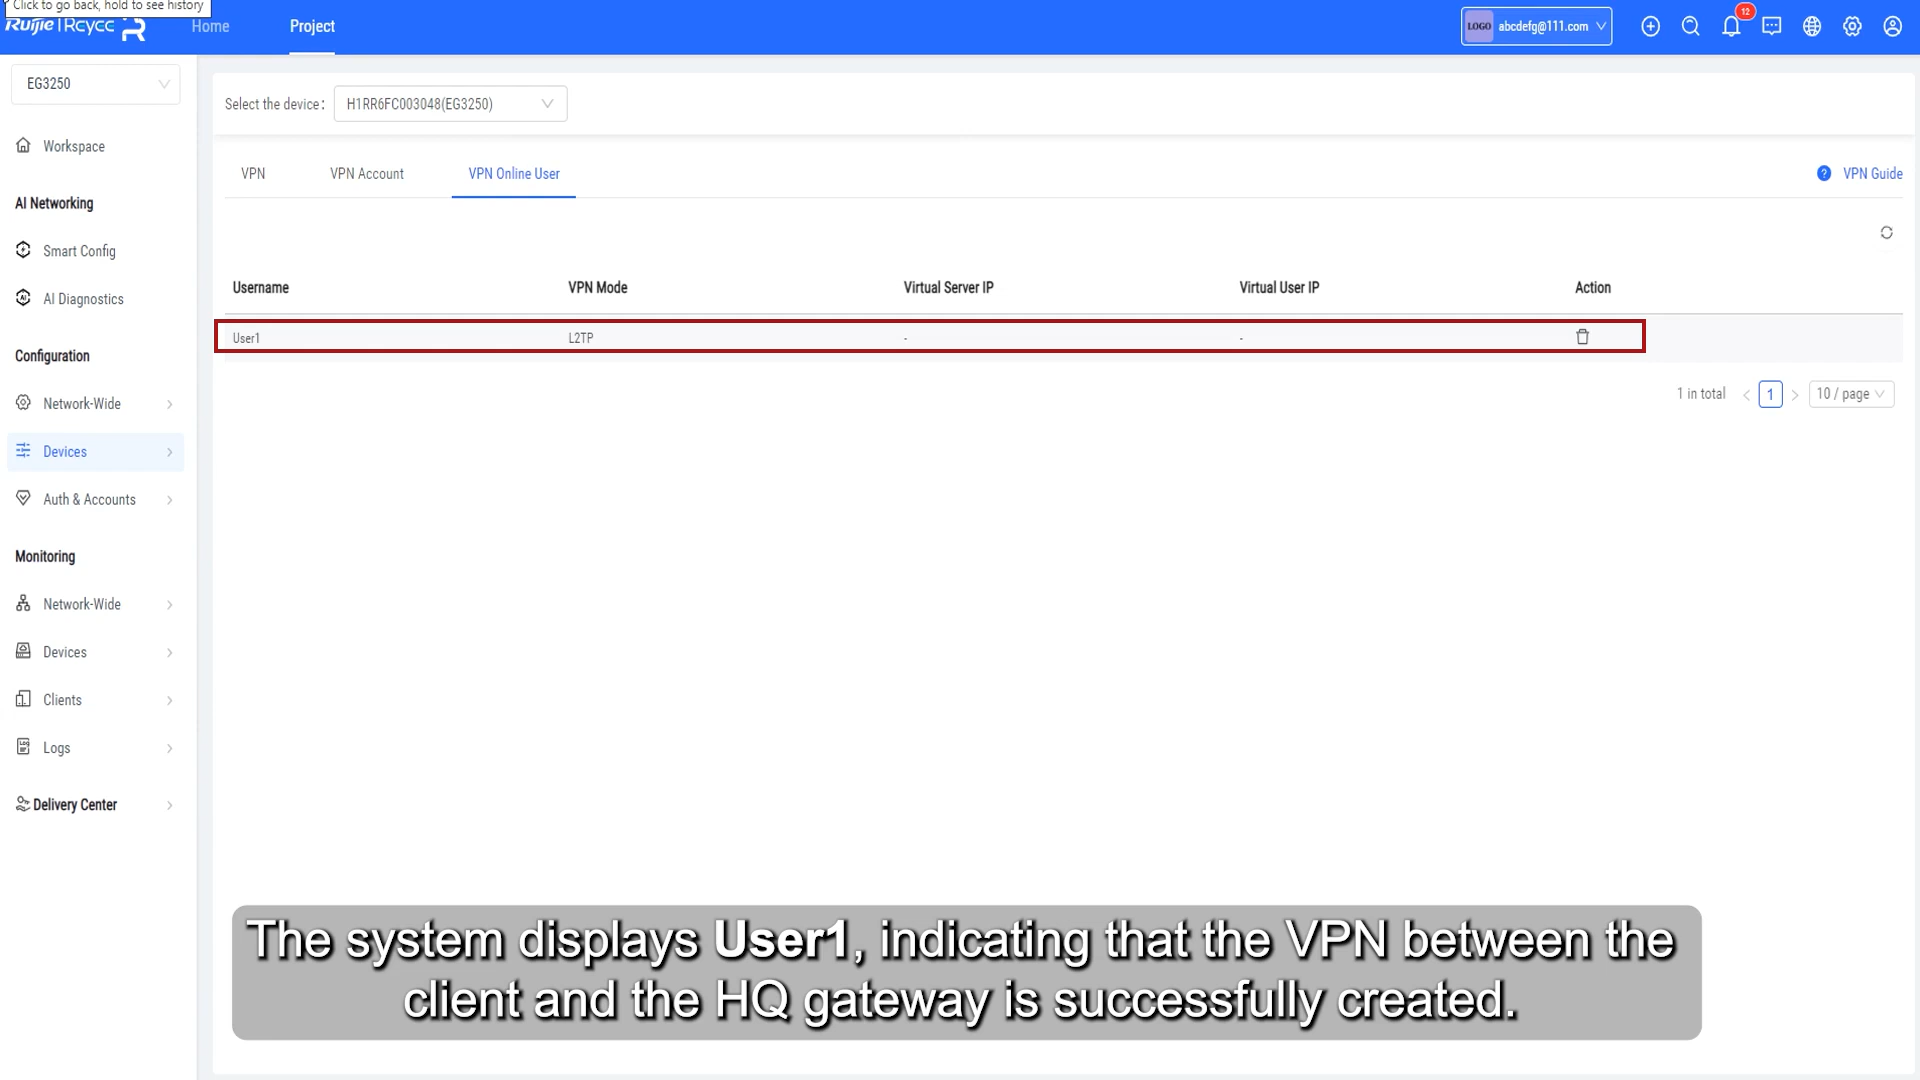 Click to go back, hold to see history
Ruijie Reyee
Home
Project
LOGO
abcdefg@111.com
12
EG3250
Select the device:
H1RR6FC003048(EG3250)
Workspace
VPN
VPN Account
VPN Online User
VPN Guide
AI Networking
Smart Config
AI Diagnostics
Username
VPN Mode
Virtual Server IP
Virtual User IP
Action
User1
L2TP
-
-
Configuration
1 in total
1
10 / page
Network-Wide
Devices
Auth & Accounts
Monitoring
Network-Wide
Devices
Clients
Logs
Delivery Center
The system displays User1, indicating that the VPN between the
client and the HQ gateway is successfully created.